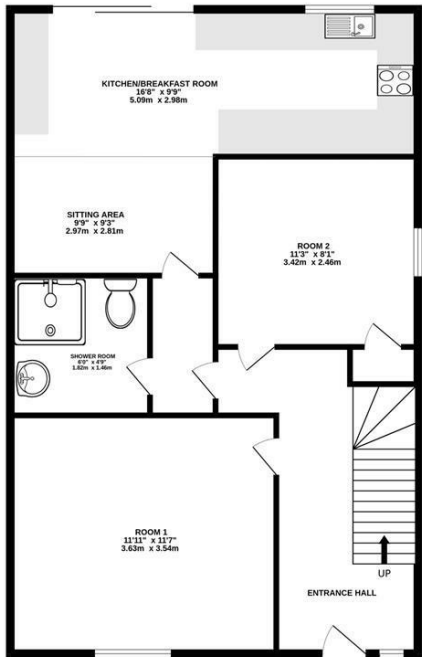 KITCHEN/BREAKFAST ROOM
16'8" x 9'9"
5.09m x 2.98m
SITTING AREA
9'9" x 9'3"
2.97m x 2.81m
ROOM 2
11'3" x 8'1"
3.42m x 2.46m
SHOWER ROOM
6'0" x 4'9"
1.82m x 1.46m
ROOM 1
11'11" x 11'7"
3.63m x 3.54m
UP
ENTRANCE HALL